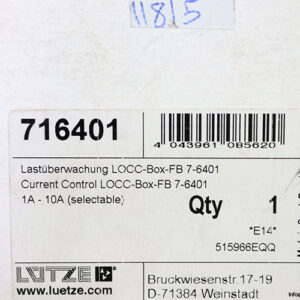 11815
716401
4 043961 085620
Lastüberwachung LOCC-Box-FB 7-6401
Current Control LOCC-Box-FB 7-6401
1A - 10A (selectable)
Qty 1
*E14*
515966EQQ
LÜTZE
www.luetze.com
Bruckwiesenstr.17-19
D-71384 Weinstadt